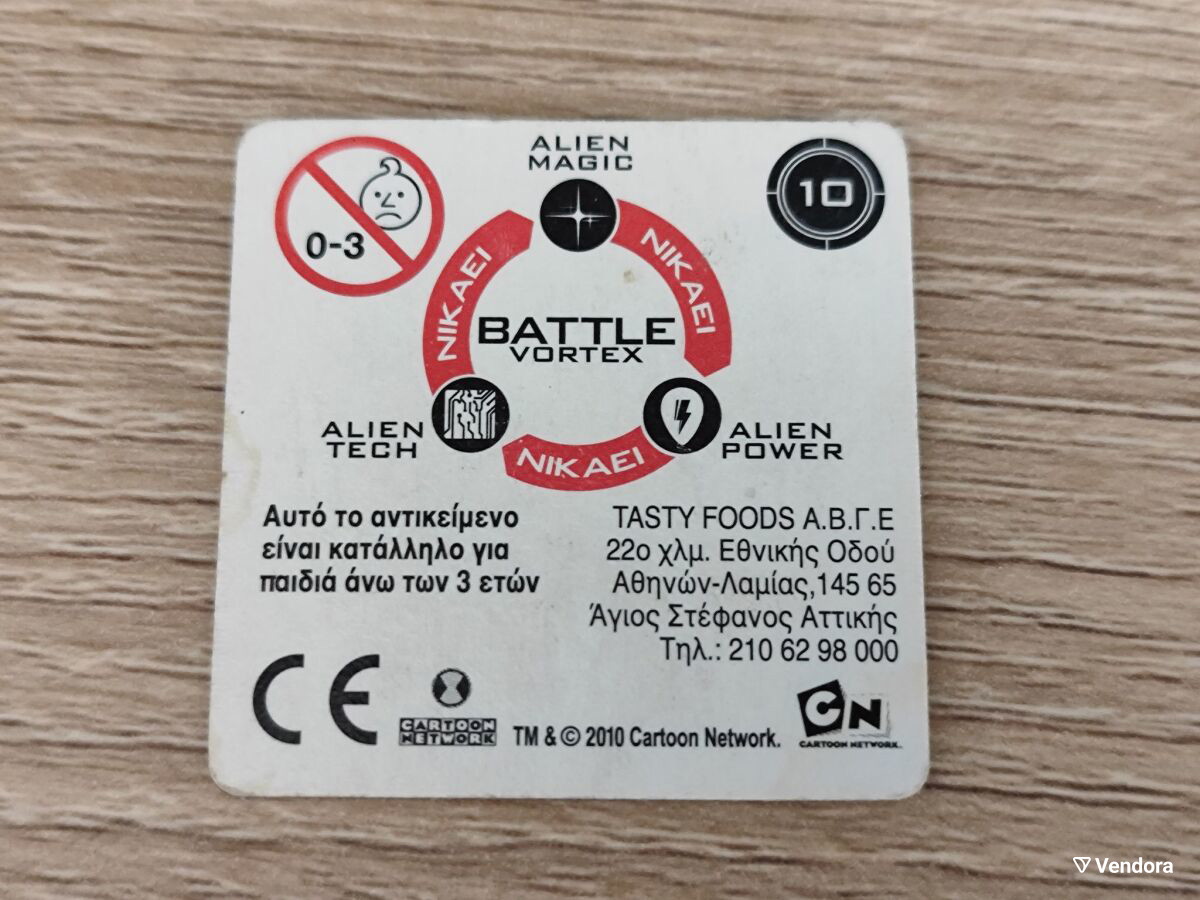 ALIEN
MAGIC
0-3
10
ΝΙΚΑΕΙ
ΝΙΚΑΕΙ
BATTLE
VORTEX
ALIEN
TECH
ALIEN
POWER
ΝΙΚΑΕΙ
Αυτό το αντικείμενο
είναι κατάλληλο για
παιδιά άνω των 3 ετών
TASTY FOODS Α.Β.Γ.Ε
22ο χλμ. Εθνικής Οδού
Αθηνών-Λαμίας,145 65
Άγιος Στέφανος Αττικής
Τηλ.: 210 62 98 000
CE
CARTOON
NETWORK
TM & © 2010 Cartoon Network.
CN
CARTOON NETWORK
Vendora